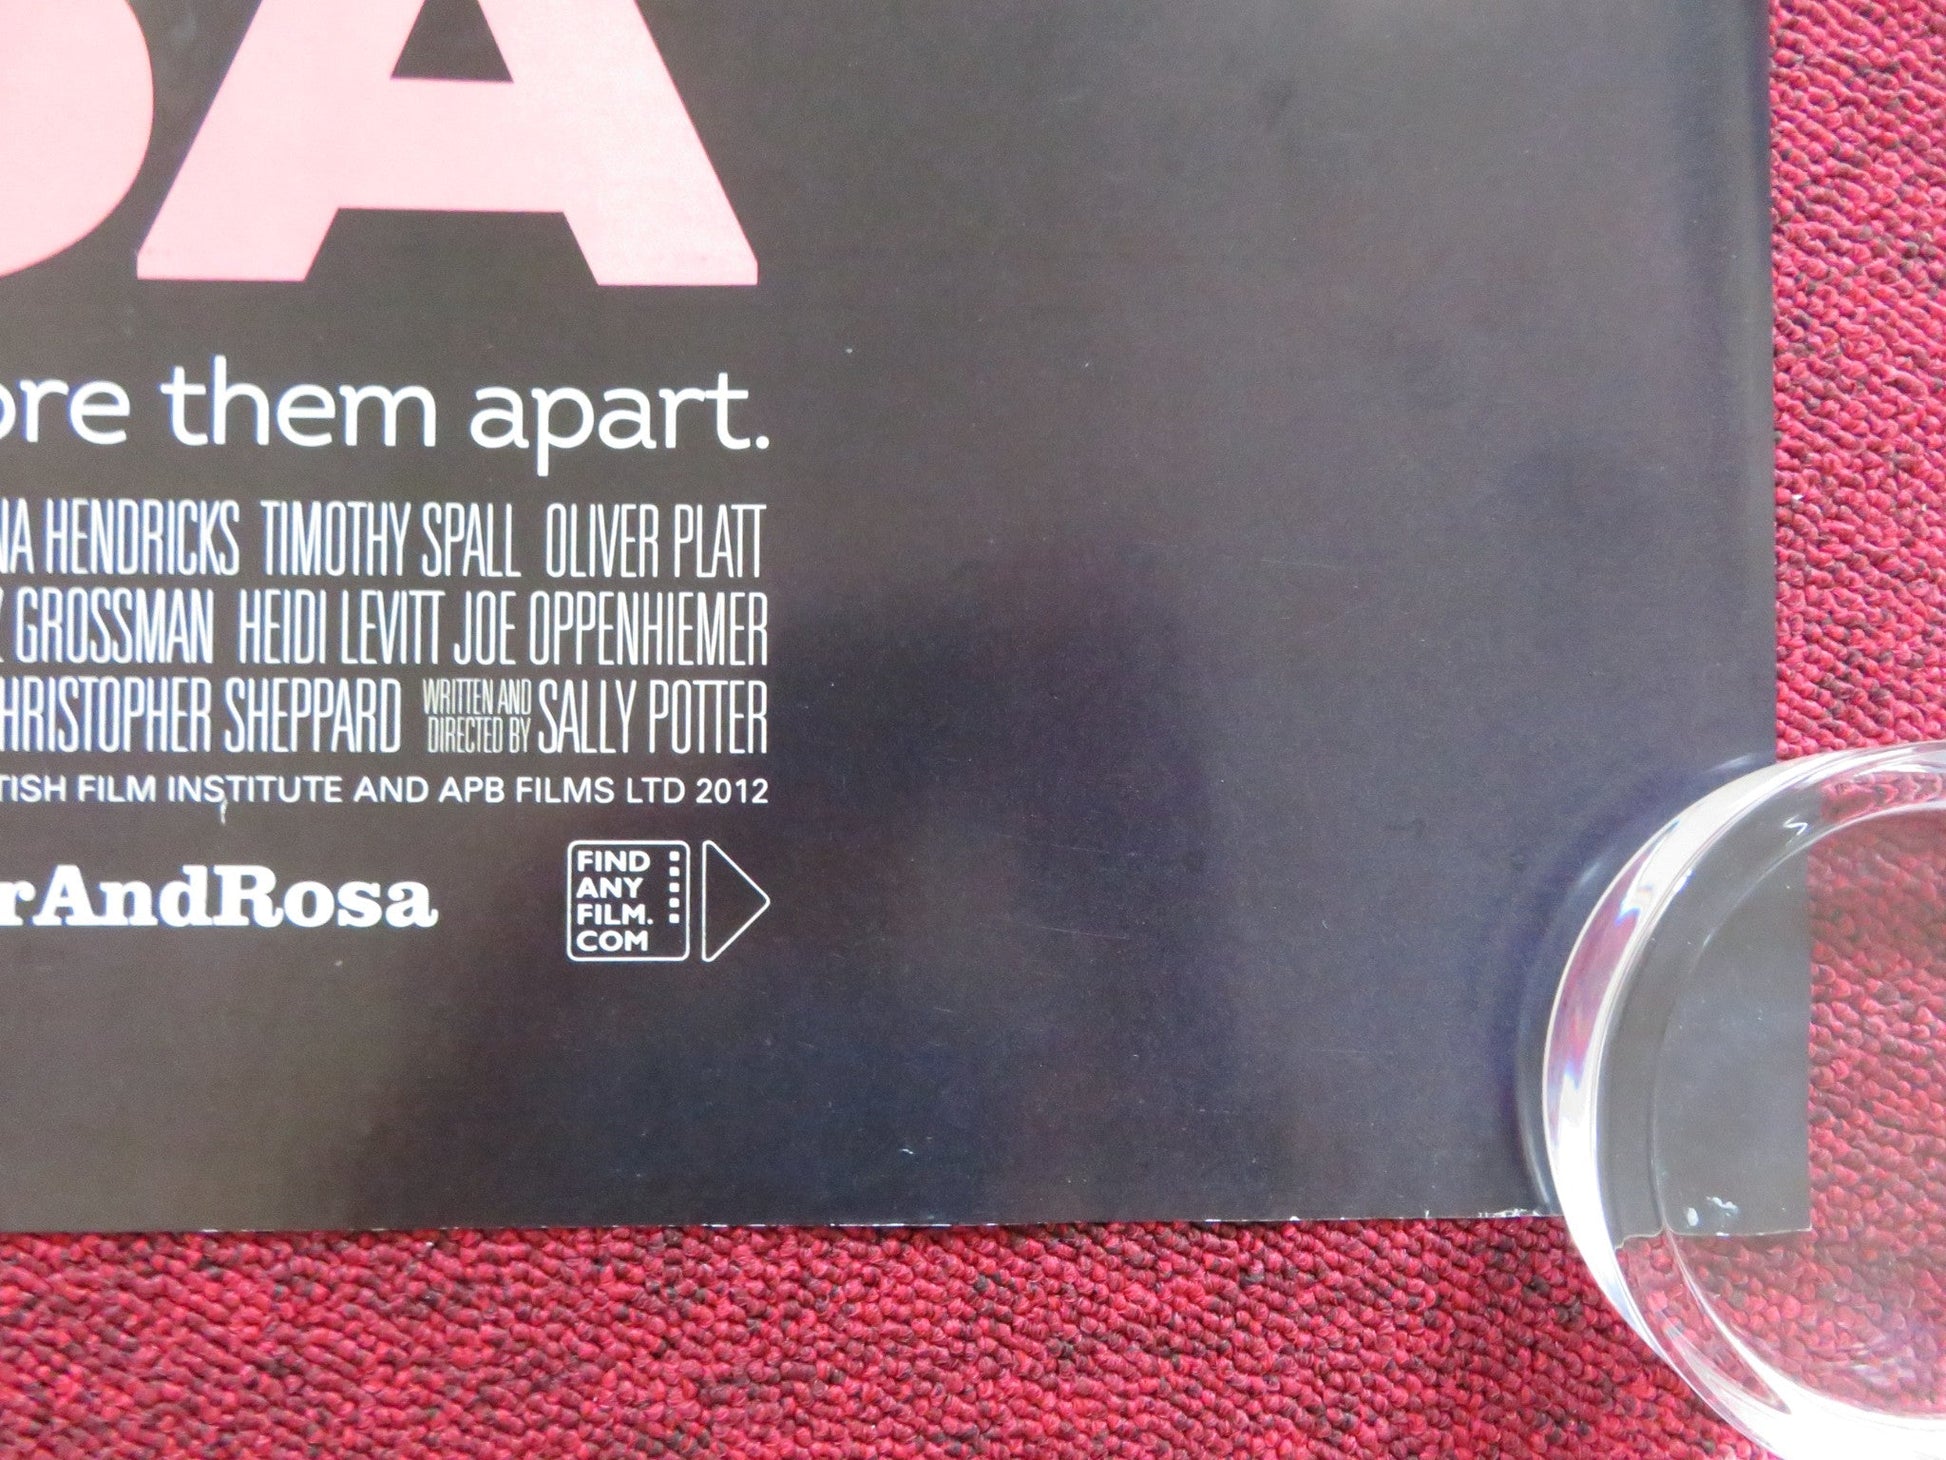 SA
ore them apart.
NA HENDRICKS TIMOTHY SPALL OLIVER PLATT
GROSSMAN HEIDI LEVITT JOE OPPENHIEMER
HRISTOPHER SHEPPARD WRITTEN AND DIRECTED BY SALLY POTTER
TISH FILM INSTITUTE AND APB FILMS LTD 2012
rAndRosa
FIND
ANY
FILM.
COM